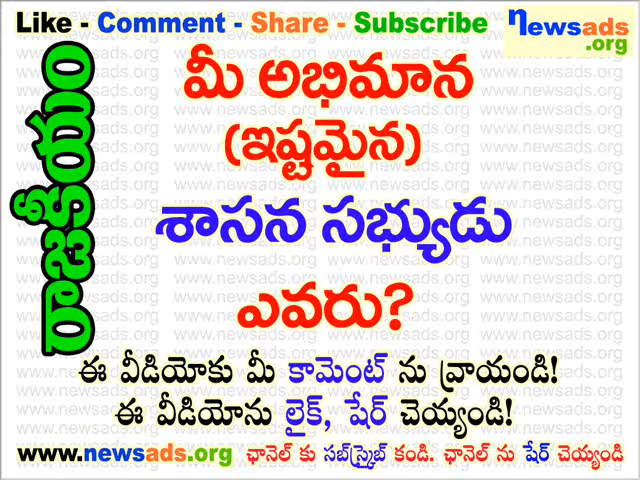 Like - Comment - Share - Subscribe
newsads
.org
రాజకీయం
మీ అభిమాన
(ఇష్టమైన)
శాసన సభ్యుడు
ఎవరు?
ఈ వీడియోకు మీ కామెంట్ ను వ్రాయండి!
ఈ వీడియోను లైక్, షేర్ చెయ్యండి!
www.newsads.org ఛానెల్ కు సబ్‌స్క్రైబ్ కండి. ఛానెల్ ను షేర్ చెయ్యండి